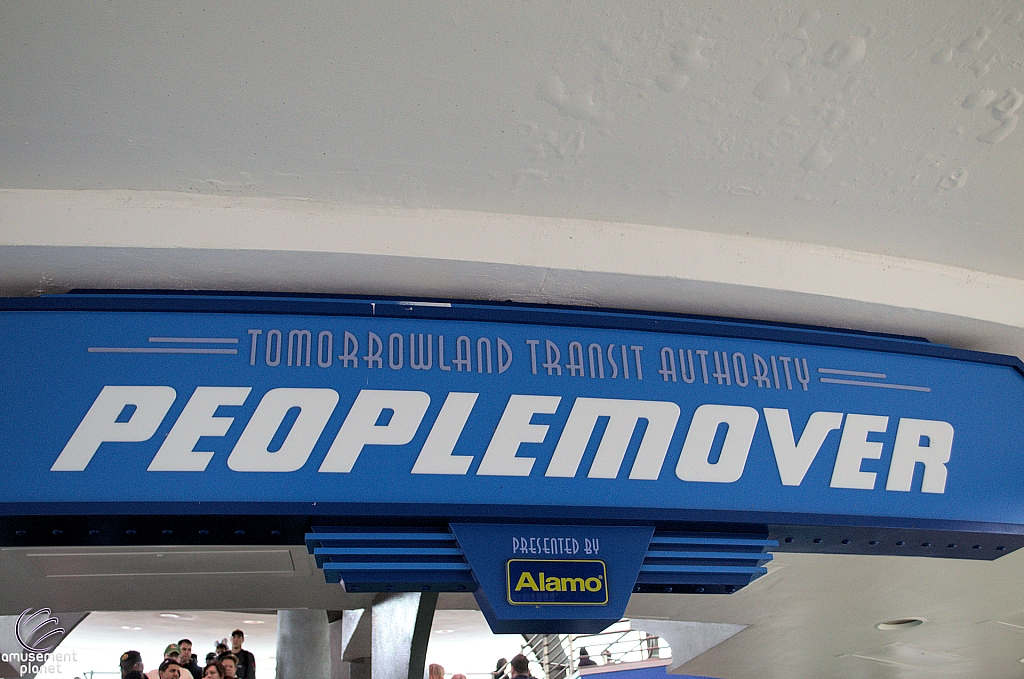 TOMORROWLAND TRANSIT AUTHORITY
PEOPLEMOVER
PRESENTED BY
Alamo
amusement
planet